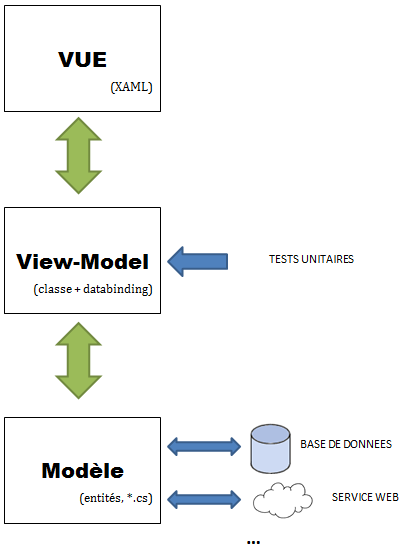 VUE
(XAML)
View-Model
(classe + databinding)
TESTS UNITAIRES
Modèle
(entités, *.cs)
BASE DE DONNEES
SERVICE WEB
...